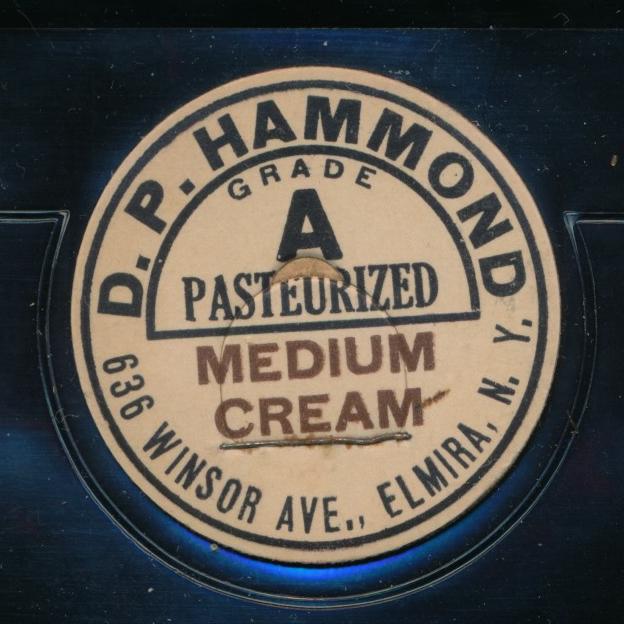 D. P. HAMMOND
GRADE
A
PASTEURIZED
MEDIUM
CREAM
636 WINSOR AVE., ELMIRA, N. Y.